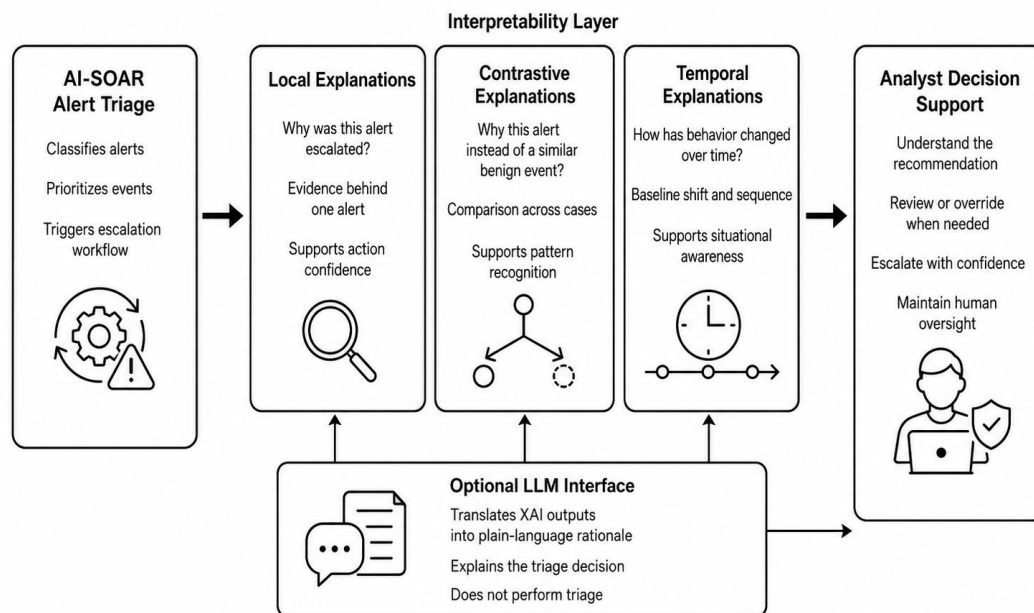 Interpretability Layer
AI-SOAR
Alert Triage
Classifies alerts
Prioritizes events
Triggers escalation
workflow
Local Explanations
Why was this alert
escalated?
Evidence behind
one alert
Supports action
confidence
Contrastive
Explanations
Why this alert
instead of a similar
benign event?
Comparison across cases
Supports pattern
recognition
Temporal
Explanations
How has behavior changed
over time?
Baseline shift and sequence
Supports situational
awareness
Analyst Decision
Support
Understand the
recommendation
Review or override
when needed
Escalate with confidence
Maintain human
oversight
Optional LLM Interface
Translates XAI outputs
into plain-language rationale
Explains the triage decision
Does not perform triage